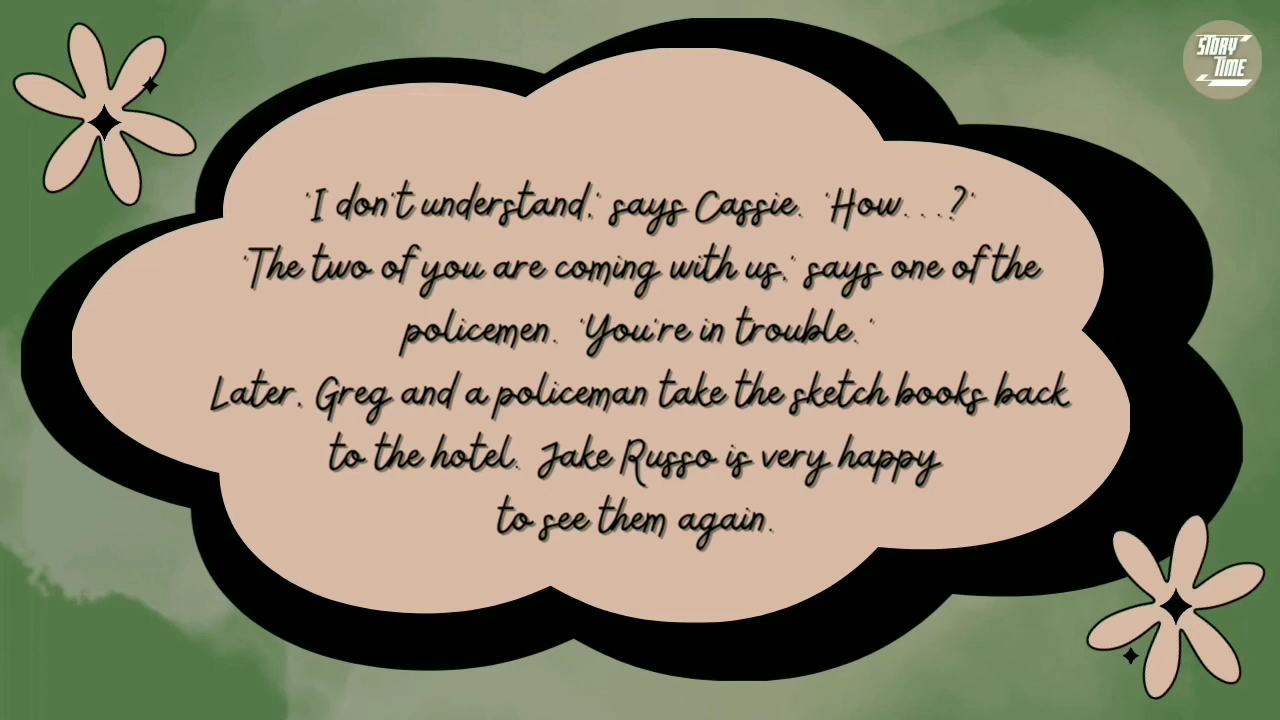 STORY
TIME
'I don't understand,' says Cassie. 'How. . .?'
'The two of you are coming with us,' says one of the
policemen. 'You're in trouble.'
Later, Greg and a policeman take the sketch books back
to the hotel. Jake Russo is very happy
to see them again.